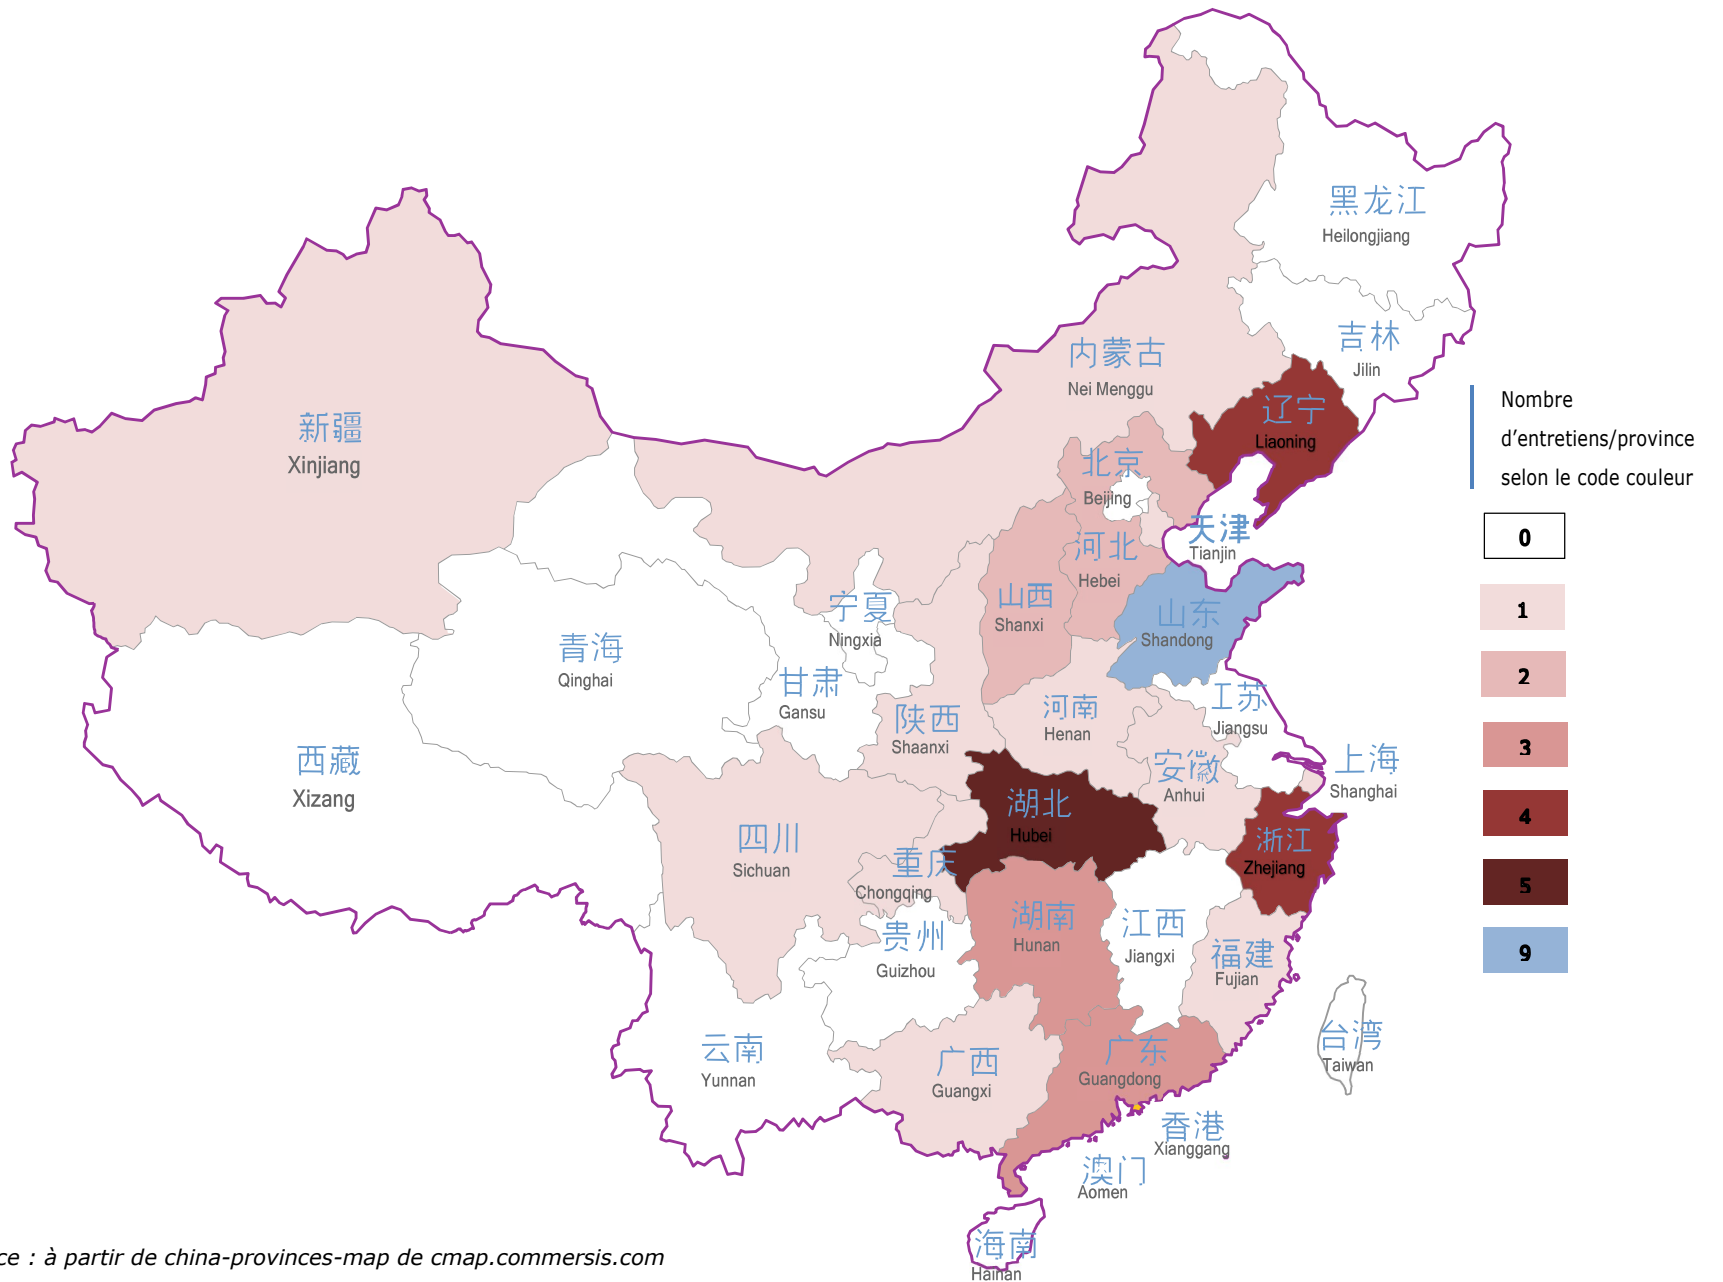 黑龙江
Heilongjiang
吉林
Jilin
内蒙古
Nei Menggu
辽宁
Liaoning
新疆
Xinjiang
北京
Beijing
天津
Tianjin
河北
Hebei
山西
Shanxi
山东
Shandong
宁夏
Ningxia
青海
Qinghai
甘肃
Gansu
陕西
Shaanxi
河南
Henan
江苏
Jiangsu
西藏
Xizang
安徽
Anhui
上海
Shanghai
四川
Sichuan
湖北
Hubei
重庆
Chongqing
浙江
Zhejiang
湖南
Hunan
江西
Jiangxi
贵州
Guizhou
福建
Fujian
云南
Yunnan
广西
Guangxi
广东
Guangdong
台湾
Taiwan
香港
Xianggang
澳门
Aomen
海南
Hainan
Nombre
d’entretiens/province
selon le code couleur
0
1
2
3
4
5
9
ce : à partir de china-provinces-map de cmap.commersis.com